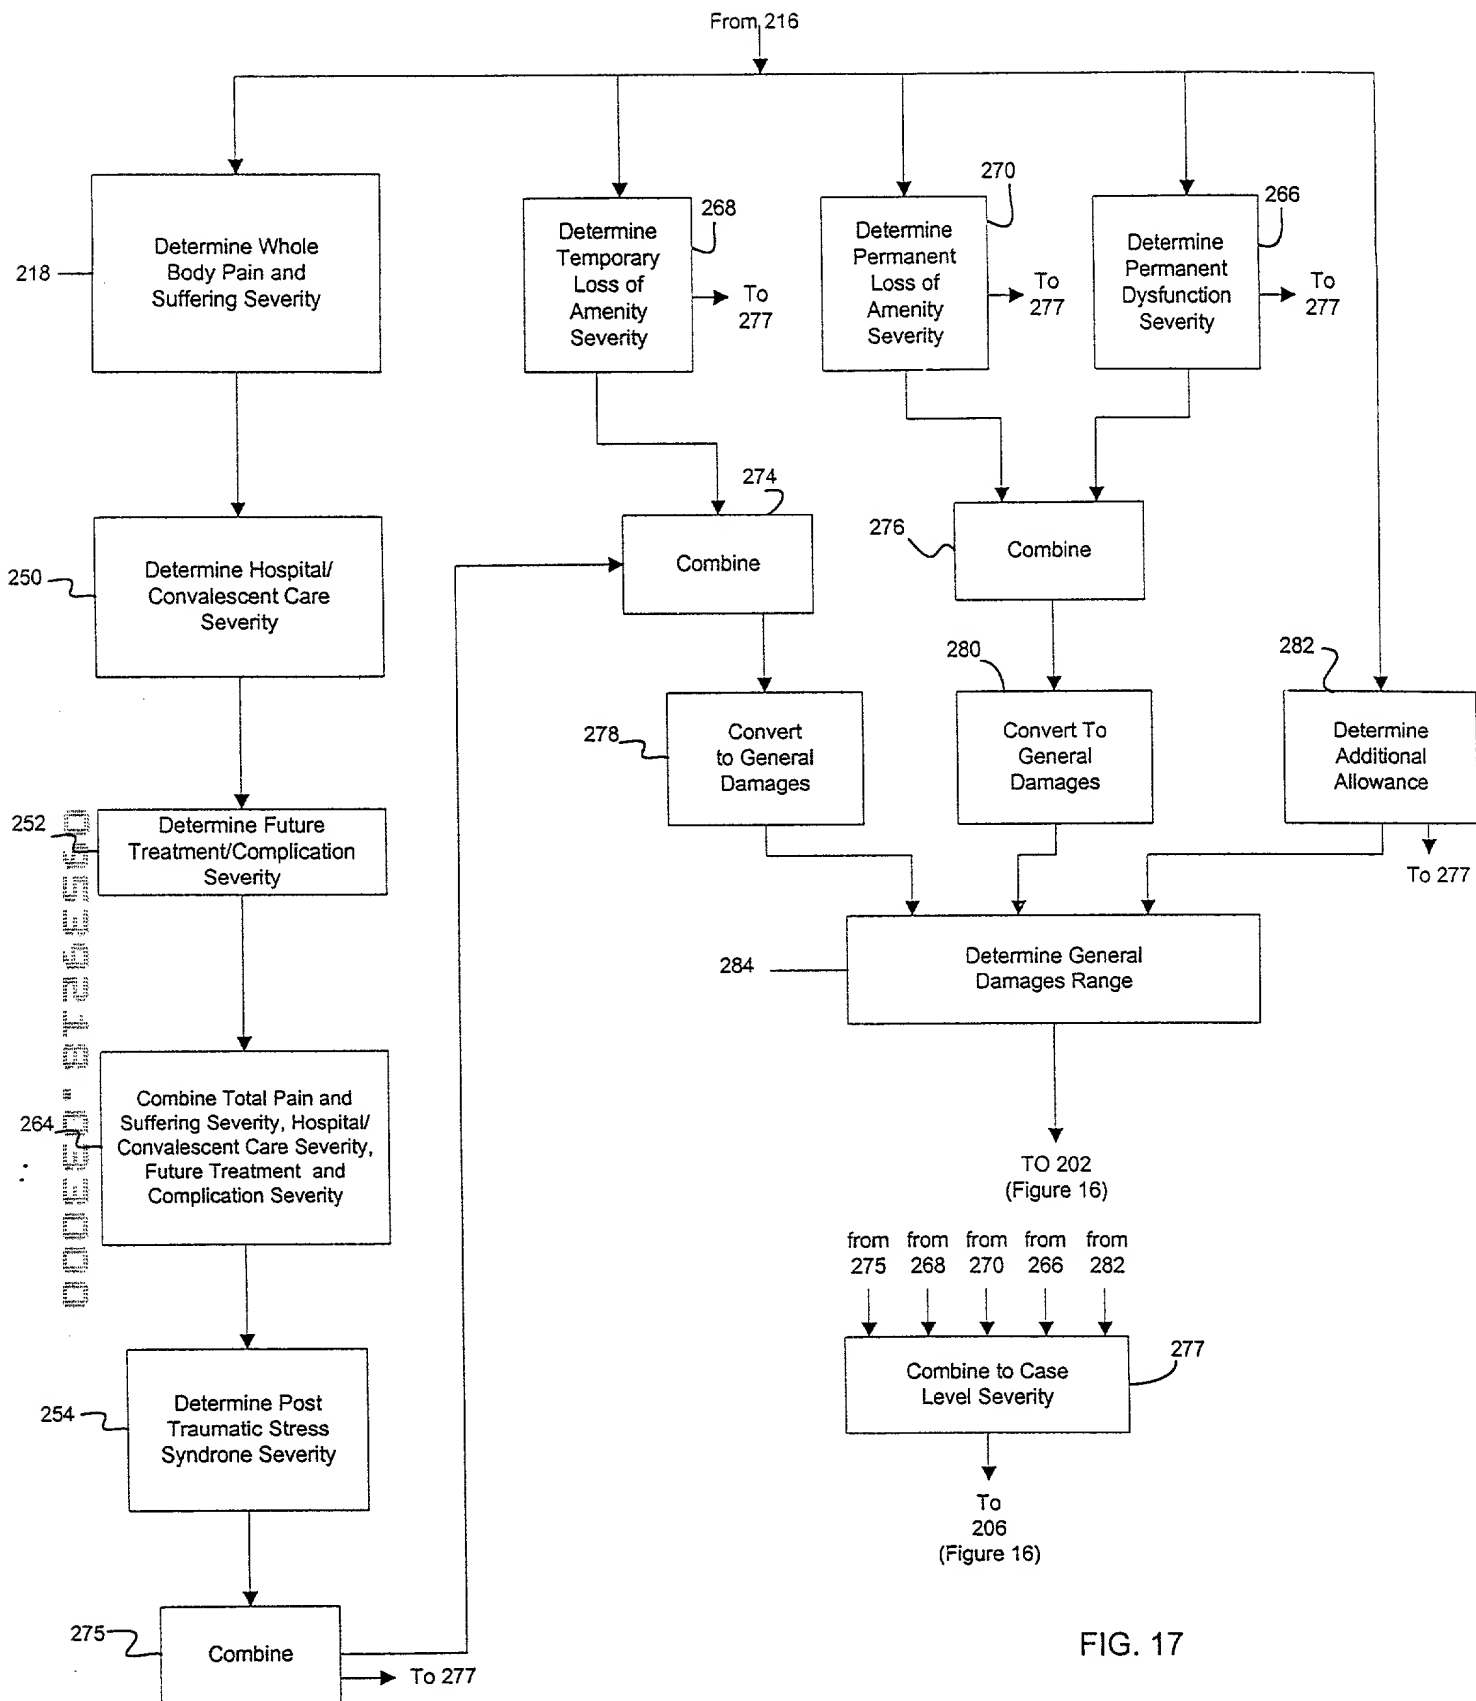 From 216
218
Determine Whole
Body Pain and
Suffering Severity
268
Determine
Temporary
Loss of
Amenity
Severity
To
277
270
Determine
Permanent
Loss of
Amenity
Severity
To
277
266
Determine
Permanent
Dysfunction
Severity
To
277
250
Determine Hospital/
Convalescent Care
Severity
274
Combine
276
Combine
278
Convert
to General
Damages
280
Convert To
General
Damages
282
Determine
Additional
Allowance
To 277
252
Determine Future
Treatment/Complication
Severity
284
Determine General
Damages Range
TO 202
(Figure 16)
264
Combine Total Pain and
Suffering Severity, Hospital/
Convalescent Care Severity,
Future Treatment and
Complication Severity
from
275
from
268
from
270
from
266
from
282
277
Combine to Case
Level Severity
To
206
(Figure 16)
254
Determine Post
Traumatic Stress
Syndrone Severity
275
Combine
To 277
FIG. 17